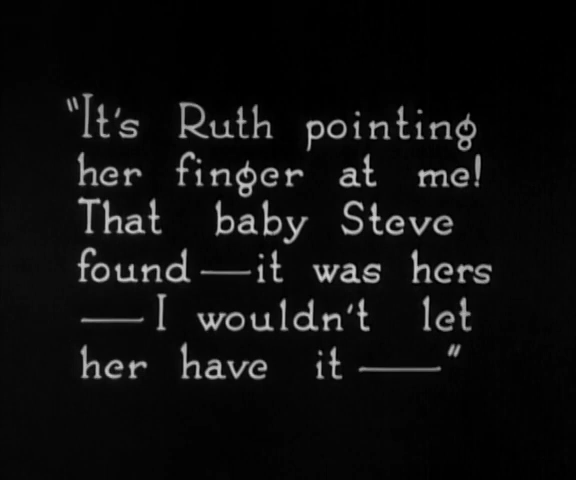 "It's Ruth pointing
her finger at me!
That baby Steve
found — it was hers
— I wouldn't let
her have it — "